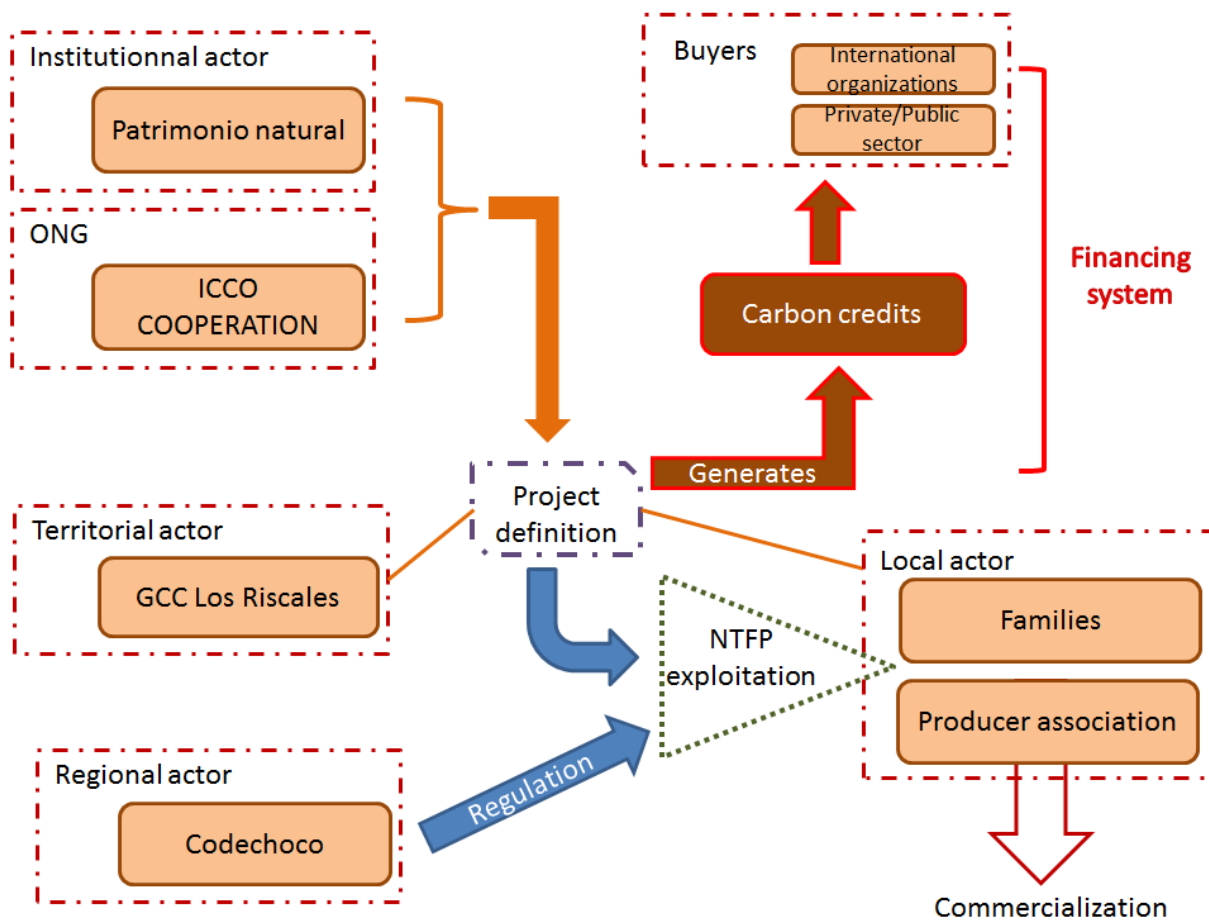 Institutionnal actor
Patrimonio natural
ONG
ICCO
COOPERATION
Buyers
International
organizations
Private/Public
sector
Financing
system
Carbon credits
Generates
Project
definition
Territorial actor
GCC Los Riscales
Local actor
Families
Producer association
NTFP
exploitation
Regional actor
Codechoco
Regulation
Commercialization